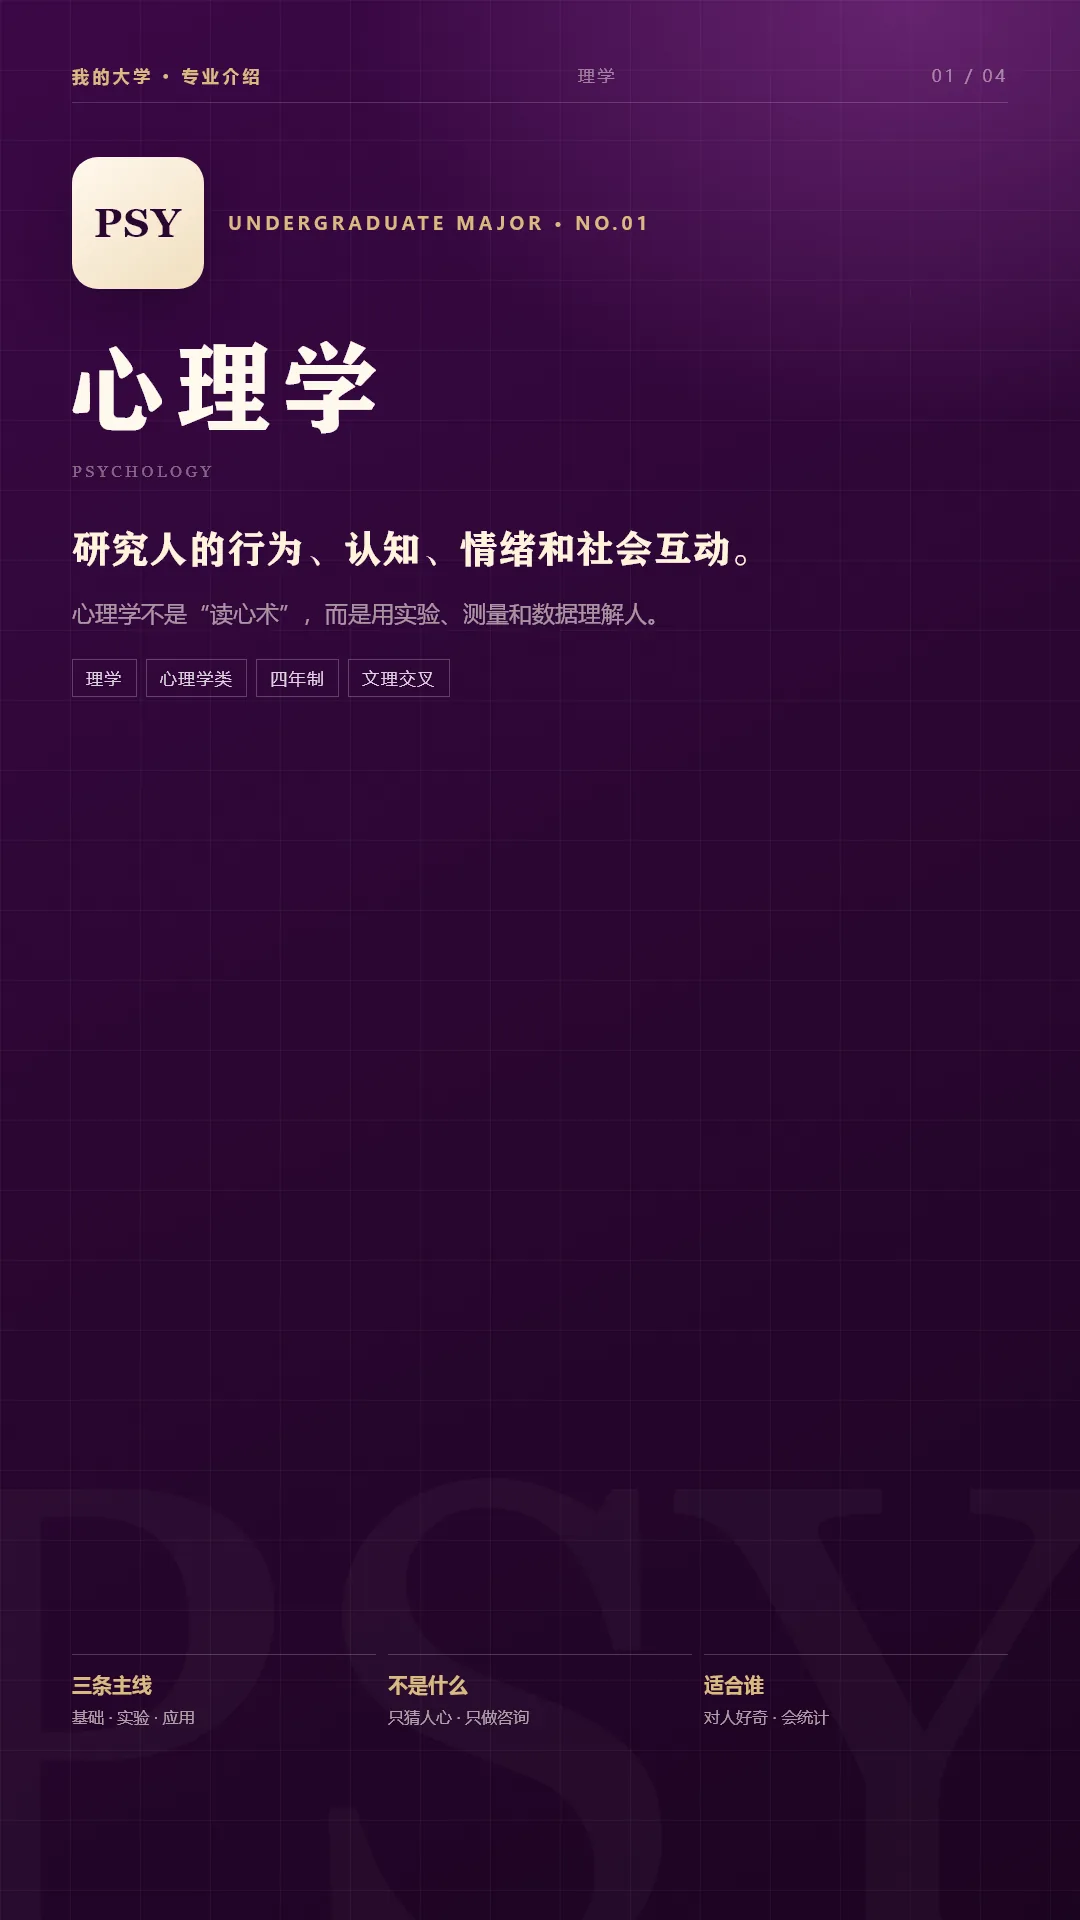 我的大学 • 专业介绍
理学
01 / 04
PSY
UNDERGRADUATE MAJOR • NO.01
心理学
PSYCHOLOGY
研究人的行为、认知、情绪和社会互动。
心理学不是“读心术”，而是用实验、测量和数据理解人。
理学
心理学类
四年制
文理交叉
PSY
三条主线
基础 · 实验 · 应用
不是什么
只猜人心 · 只做咨询
适合谁
对人好奇 · 会统计